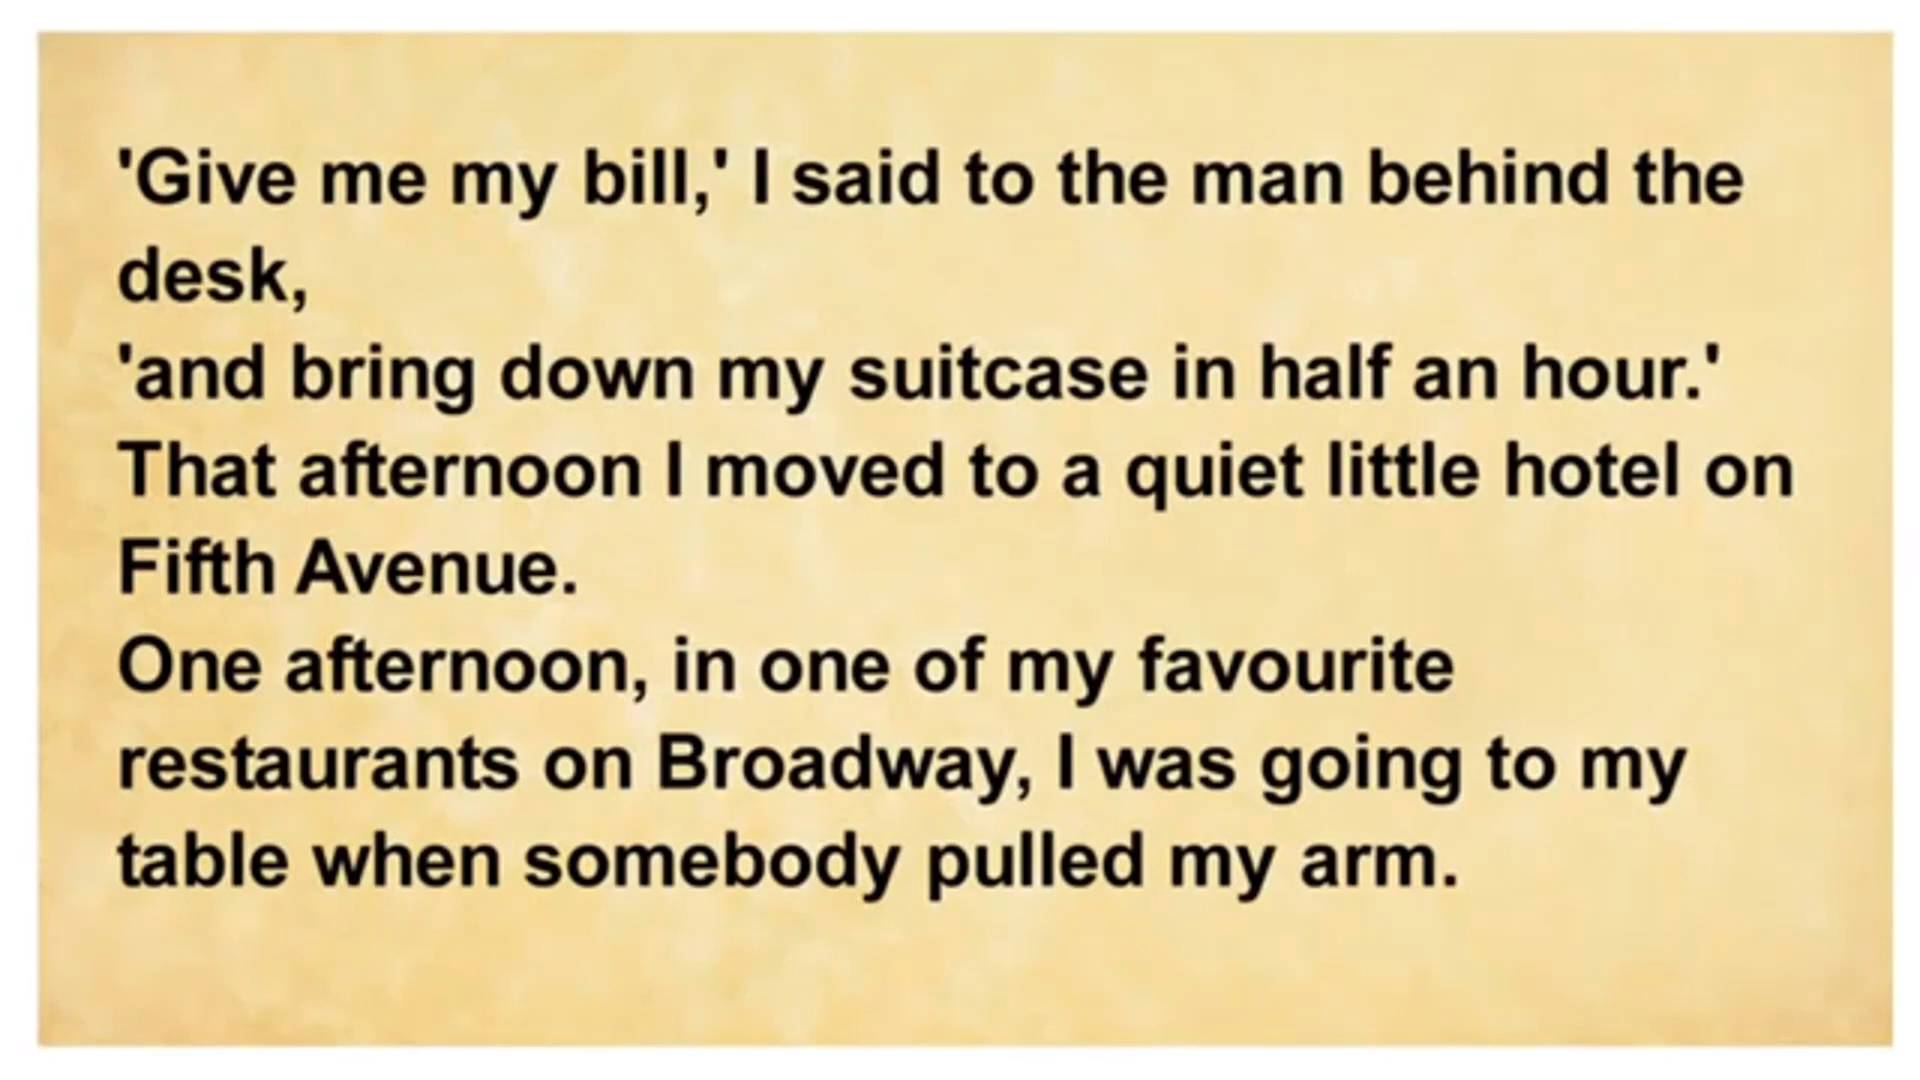 'Give me my bill,' I said to the man behind the
desk,
'and bring down my suitcase in half an hour.'
That afternoon I moved to a quiet little hotel on
Fifth Avenue.
One afternoon, in one of my favourite
restaurants on Broadway, I was going to my
table when somebody pulled my arm.